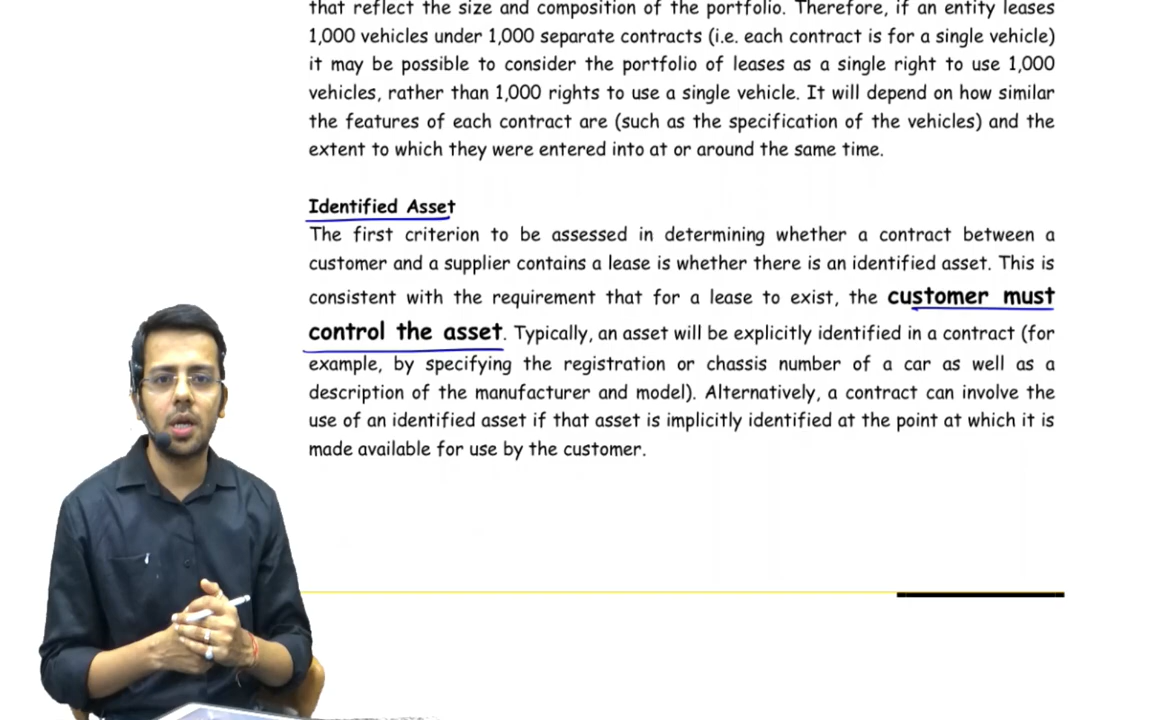 that reflect the size and composition of the portfolio. Therefore, if an entity leases
1,000 vehicles under 1,000 separate contracts (i.e. each contract is for a single vehicle)
it may be possible to consider the portfolio of leases as a single right to use 1,000
vehicles, rather than 1,000 rights to use a single vehicle. It will depend on how similar
the features of each contract are (such as the specification of the vehicles) and the
extent to which they were entered into at or around the same time.
Identified Asset
The first criterion to be assessed in determining whether a contract between a
customer and a supplier contains a lease is whether there is an identified asset. This is
consistent with the requirement that for a lease to exist, the customer must
control the asset. Typically, an asset will be explicitly identified in a contract (for
example, by specifying the registration or chassis number of a car as well as a
description of the manufacturer and model). Alternatively, a contract can involve the
use of an identified asset if that asset is implicitly identified at the point at which it is
made available for use by the customer.